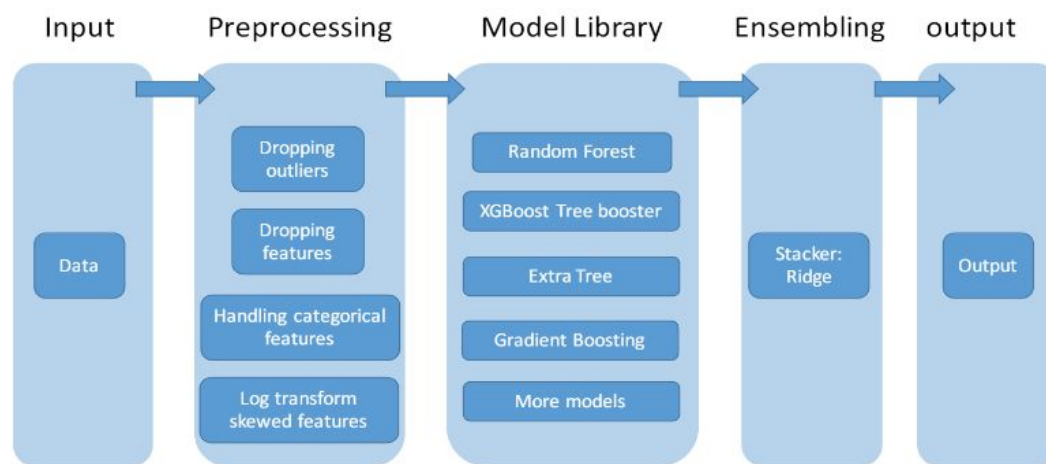 Input
Preprocessing
Model Library
Ensembling
output
Data
Dropping
outliers
Dropping
features
Handling categorical
features
Log transform
skewed features
Random Forest
XGBoost Tree booster
Extra Tree
Gradient Boosting
More models
Stacker:
Ridge
Output